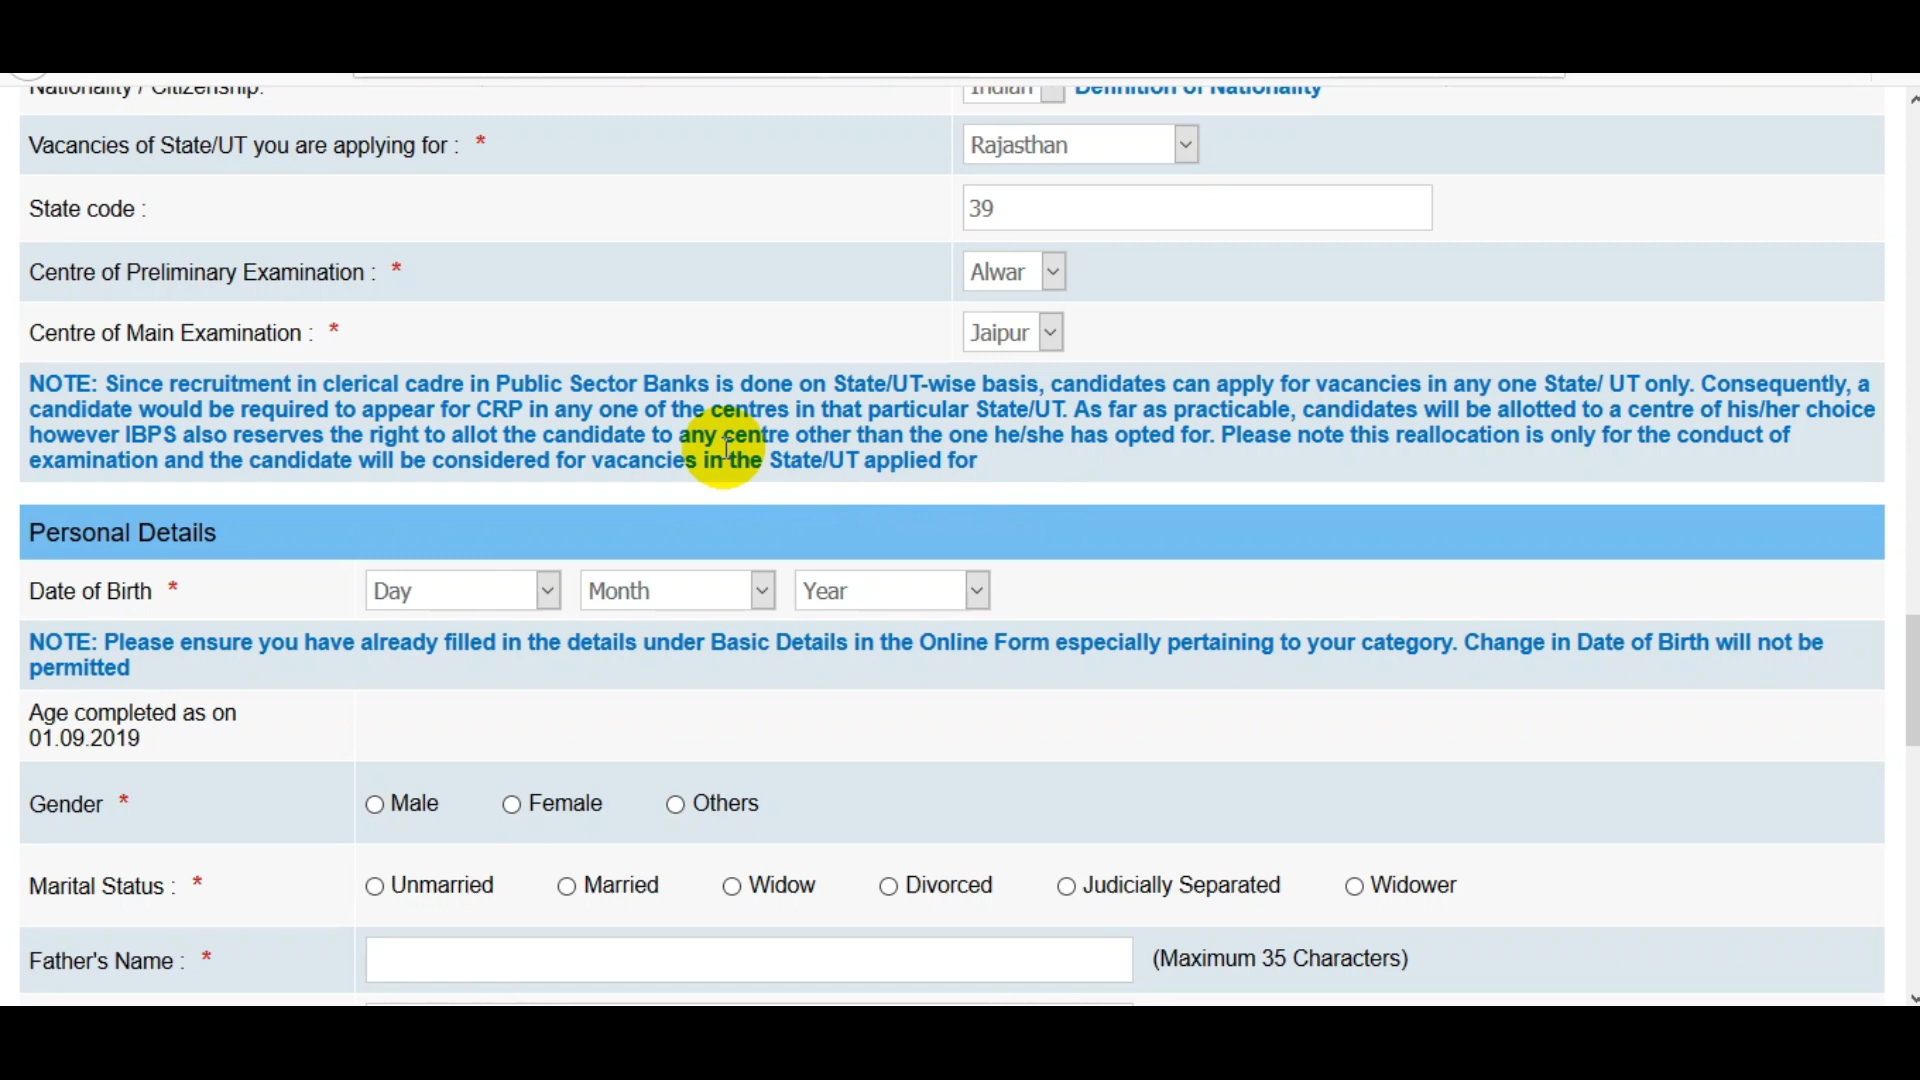 Nationality / Citizenship:
Indian Definition of Nationality
Vacancies of State/UT you are applying for : *
Rajasthan
State code :
39
Centre of Preliminary Examination : *
Alwar
Centre of Main Examination : *
Jaipur
NOTE: Since recruitment in clerical cadre in Public Sector Banks is done on State/UT-wise basis, candidates can apply for vacancies in any one State/ UT only. Consequently, a
candidate would be required to appear for CRP in any one of the centres in that particular State/UT. As far as practicable, candidates will be allotted to a centre of his/her choice
however IBPS also reserves the right to allot the candidate to any centre other than the one he/she has opted for. Please note this reallocation is only for the conduct of
examination and the candidate will be considered for vacancies in the State/UT applied for
Personal Details
Date of Birth * Day Month Year
NOTE: Please ensure you have already filled in the details under Basic Details in the Online Form especially pertaining to your category. Change in Date of Birth will not be
permitted
Age completed as on
01.09.2019
Gender * Male Female Others
Marital Status : * Unmarried Married Widow Divorced Judicially Separated Widower
Father's Name : * (Maximum 35 Characters)